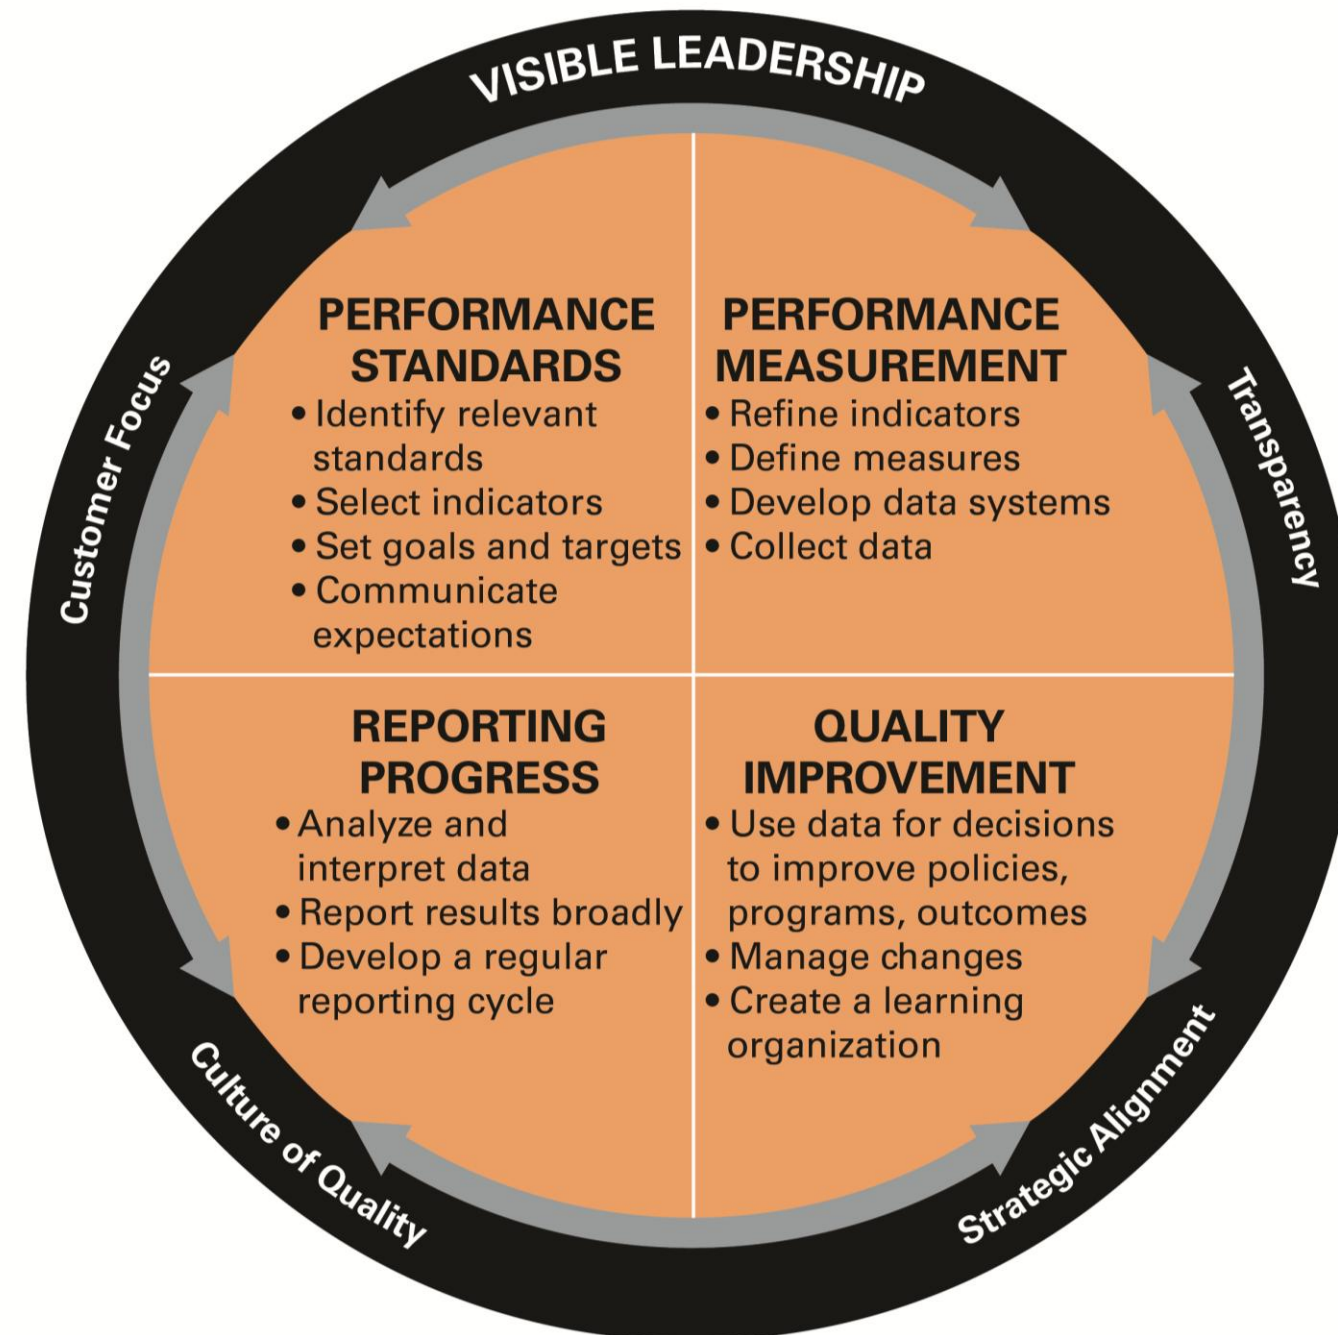 VISIBLE LEADERSHIP
Customer Focus
Transparency
PERFORMANCE
STANDARDS
• Identify relevant
standards
• Select indicators
• Set goals and targets
• Communicate
expectations
PERFORMANCE
MEASUREMENT
• Refine indicators
• Define measures
• Develop data systems
• Collect data
REPORTING
PROGRESS
• Analyze and
interpret data
• Report results broadly
• Develop a regular
reporting cycle
QUALITY
IMPROVEMENT
• Use data for decisions
to improve policies,
programs, outcomes
• Manage changes
• Create a learning
organization
Culture of Quality
Strategic Alignment